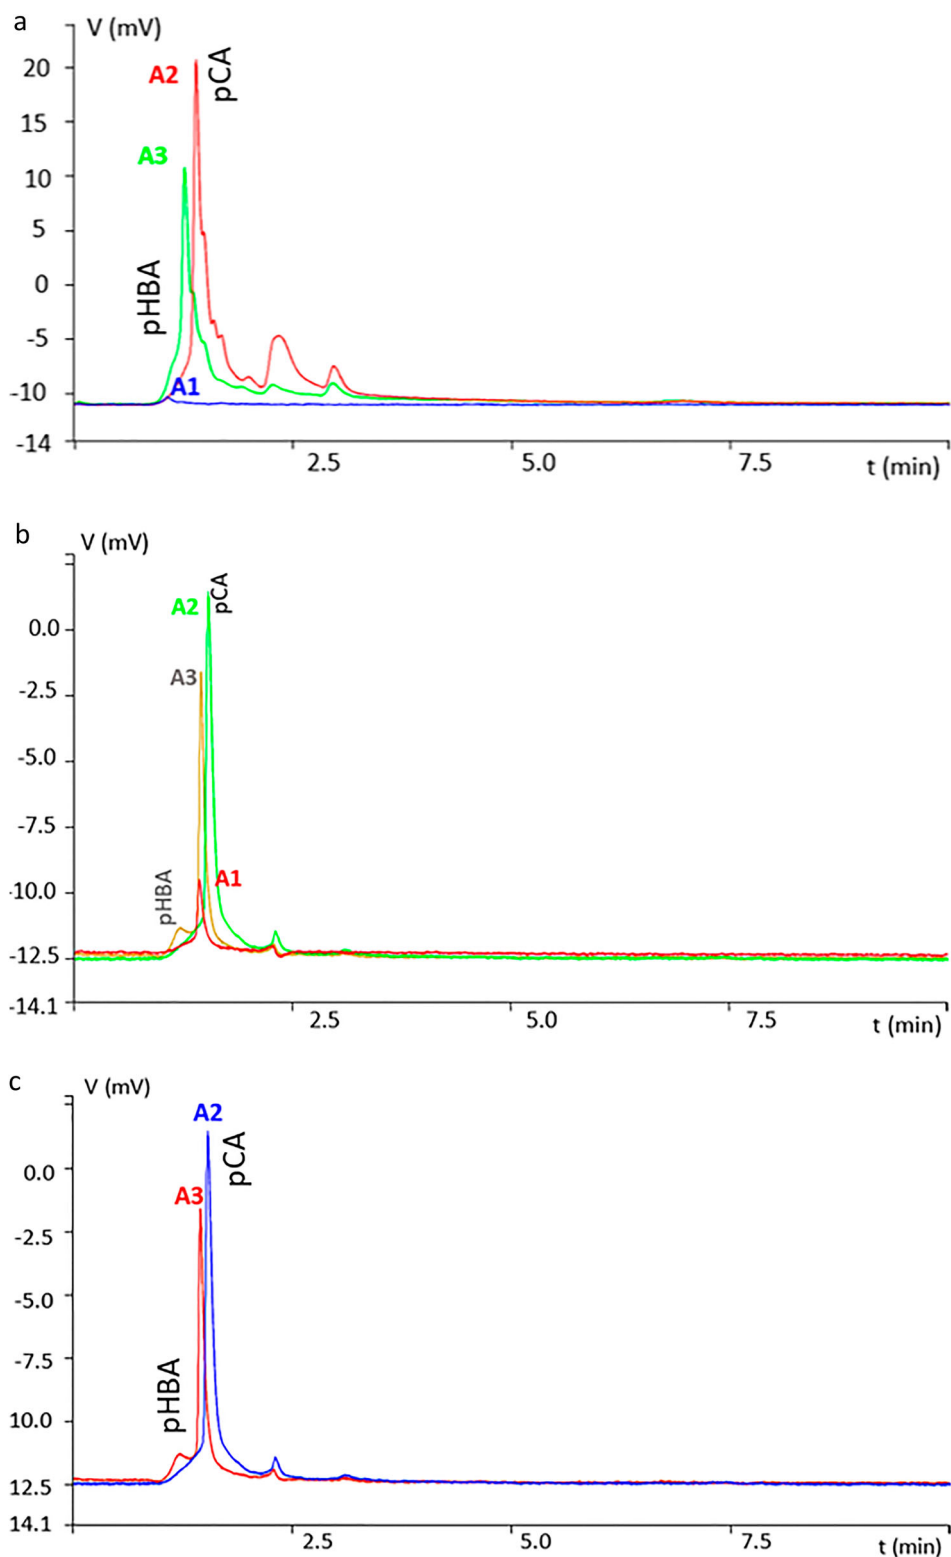 a
V (mV)
20
A2
pCA
15
A3
10
5
0
pHBA
-5
-10
A1
-14
2.5
5.0
7.5
t (min)
b
V (mV)
A2
pCA
0.0
A3
-2.5
-5.0
-7.5
pHBA
A1
-10.0
-12.5
-14.1
2.5
5.0
7.5
t (min)
c
V (mV)
A2
pCA
0.0
A3
-2.5
-5.0
-7.5
pHBA
10.0
12.5
14.1
2.5
5.0
7.5
t (min)